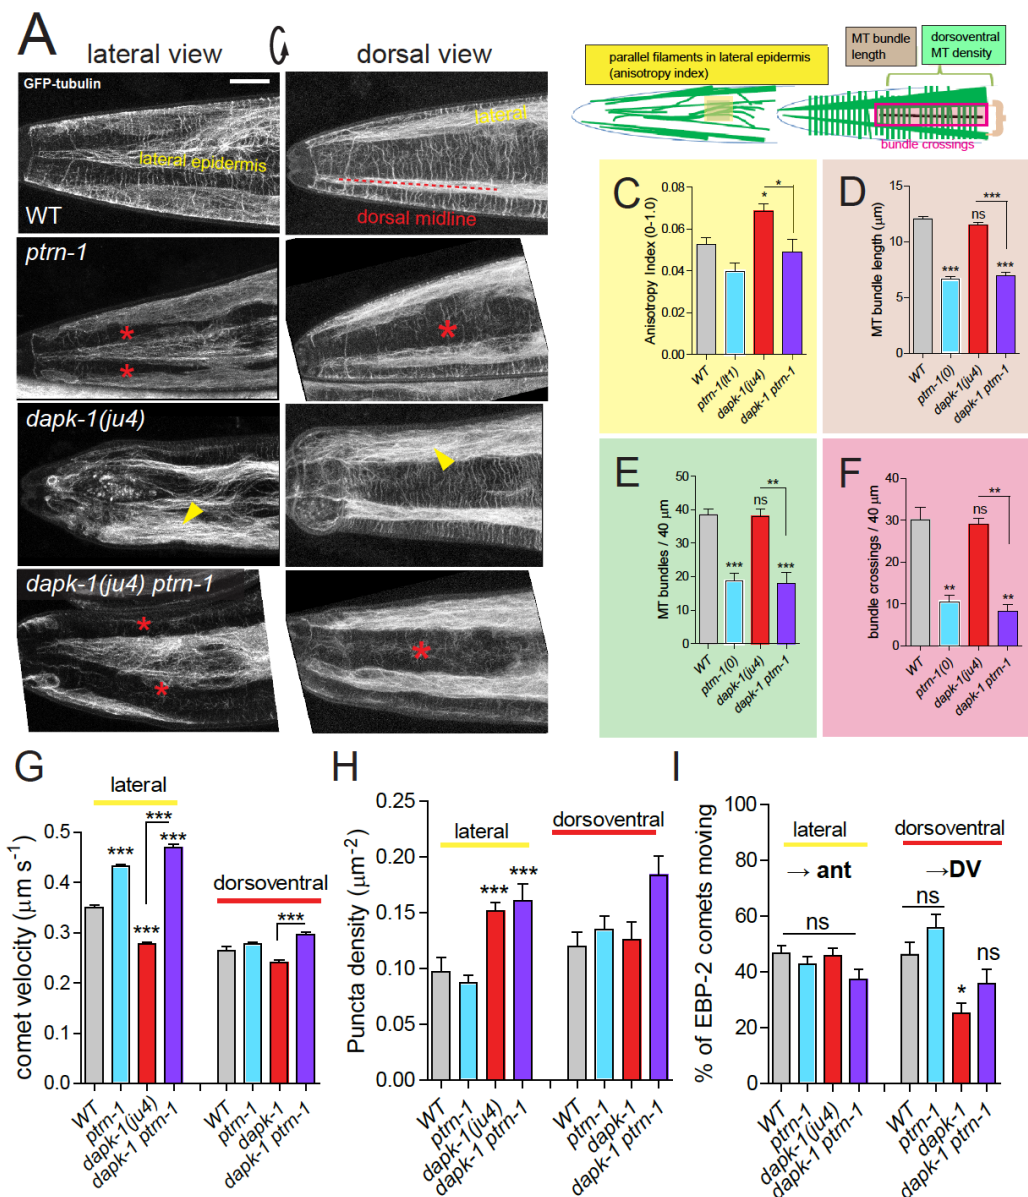 A
lateral view
dorsal view
GFP-tubulin
lateral epidermis
WT
lateral
dorsal midline
ptrn-1
*
*
*
dapk-1(ju4)
dapk-1(ju4) ptrn-1
*
*
*
parallel filaments in lateral epidermis
(anisotropy index)
MT bundle
length
dorsoventral
MT density
bundle crossings
C
Anisotropy Index (0-1.0)
0.08
0.06
0.04
0.02
0.00
*
*
WT
ptrn-1(lt1)
dapk-1(ju4)
dapk-1 ptrn-1
D
MT bundle length (μm)
15
10
5
0
***
ns
***
***
WT
ptrn-1(0)
dapk-1(ju4)
dapk-1 ptrn-1
E
MT bundles / 40 μm
50
40
30
20
10
0
**
ns
***
***
WT
ptrn-1(0)
dapk-1(ju4)
dapk-1 ptrn-1
F
bundle crossings / 40 μm
40
30
20
10
0
**
ns
**
**
WT
ptrn-1(0)
dapk-1(ju4)
dapk-1 ptrn-1
G
comet velocity (μm s⁻¹)
0.5
0.4
0.3
0.2
0.1
0.0
lateral
***
***
***
***
dorsoventral
***
WT
ptrn-1
dapk-1(ju4)
dapk-1 ptrn-1
WT
ptrn-1
dapk-1
dapk-1 ptrn-1
H
Puncta density (μm⁻²)
0.25
0.20
0.15
0.10
0.05
0.00
lateral
***
***
dorsoventral
WT
ptrn-1
dapk-1(ju4)
dapk-1 ptrn-1
WT
ptrn-1
dapk-1
dapk-1 ptrn-1
I
% of EBP-2 comets moving
100
80
60
40
20
0
lateral
→ ant
ns
dorsoventral
→DV
ns
*
ns
WT
ptrn-1
dapk-1(ju4)
dapk-1 ptrn-1
WT
ptrn-1
dapk-1
dapk-1 ptrn-1